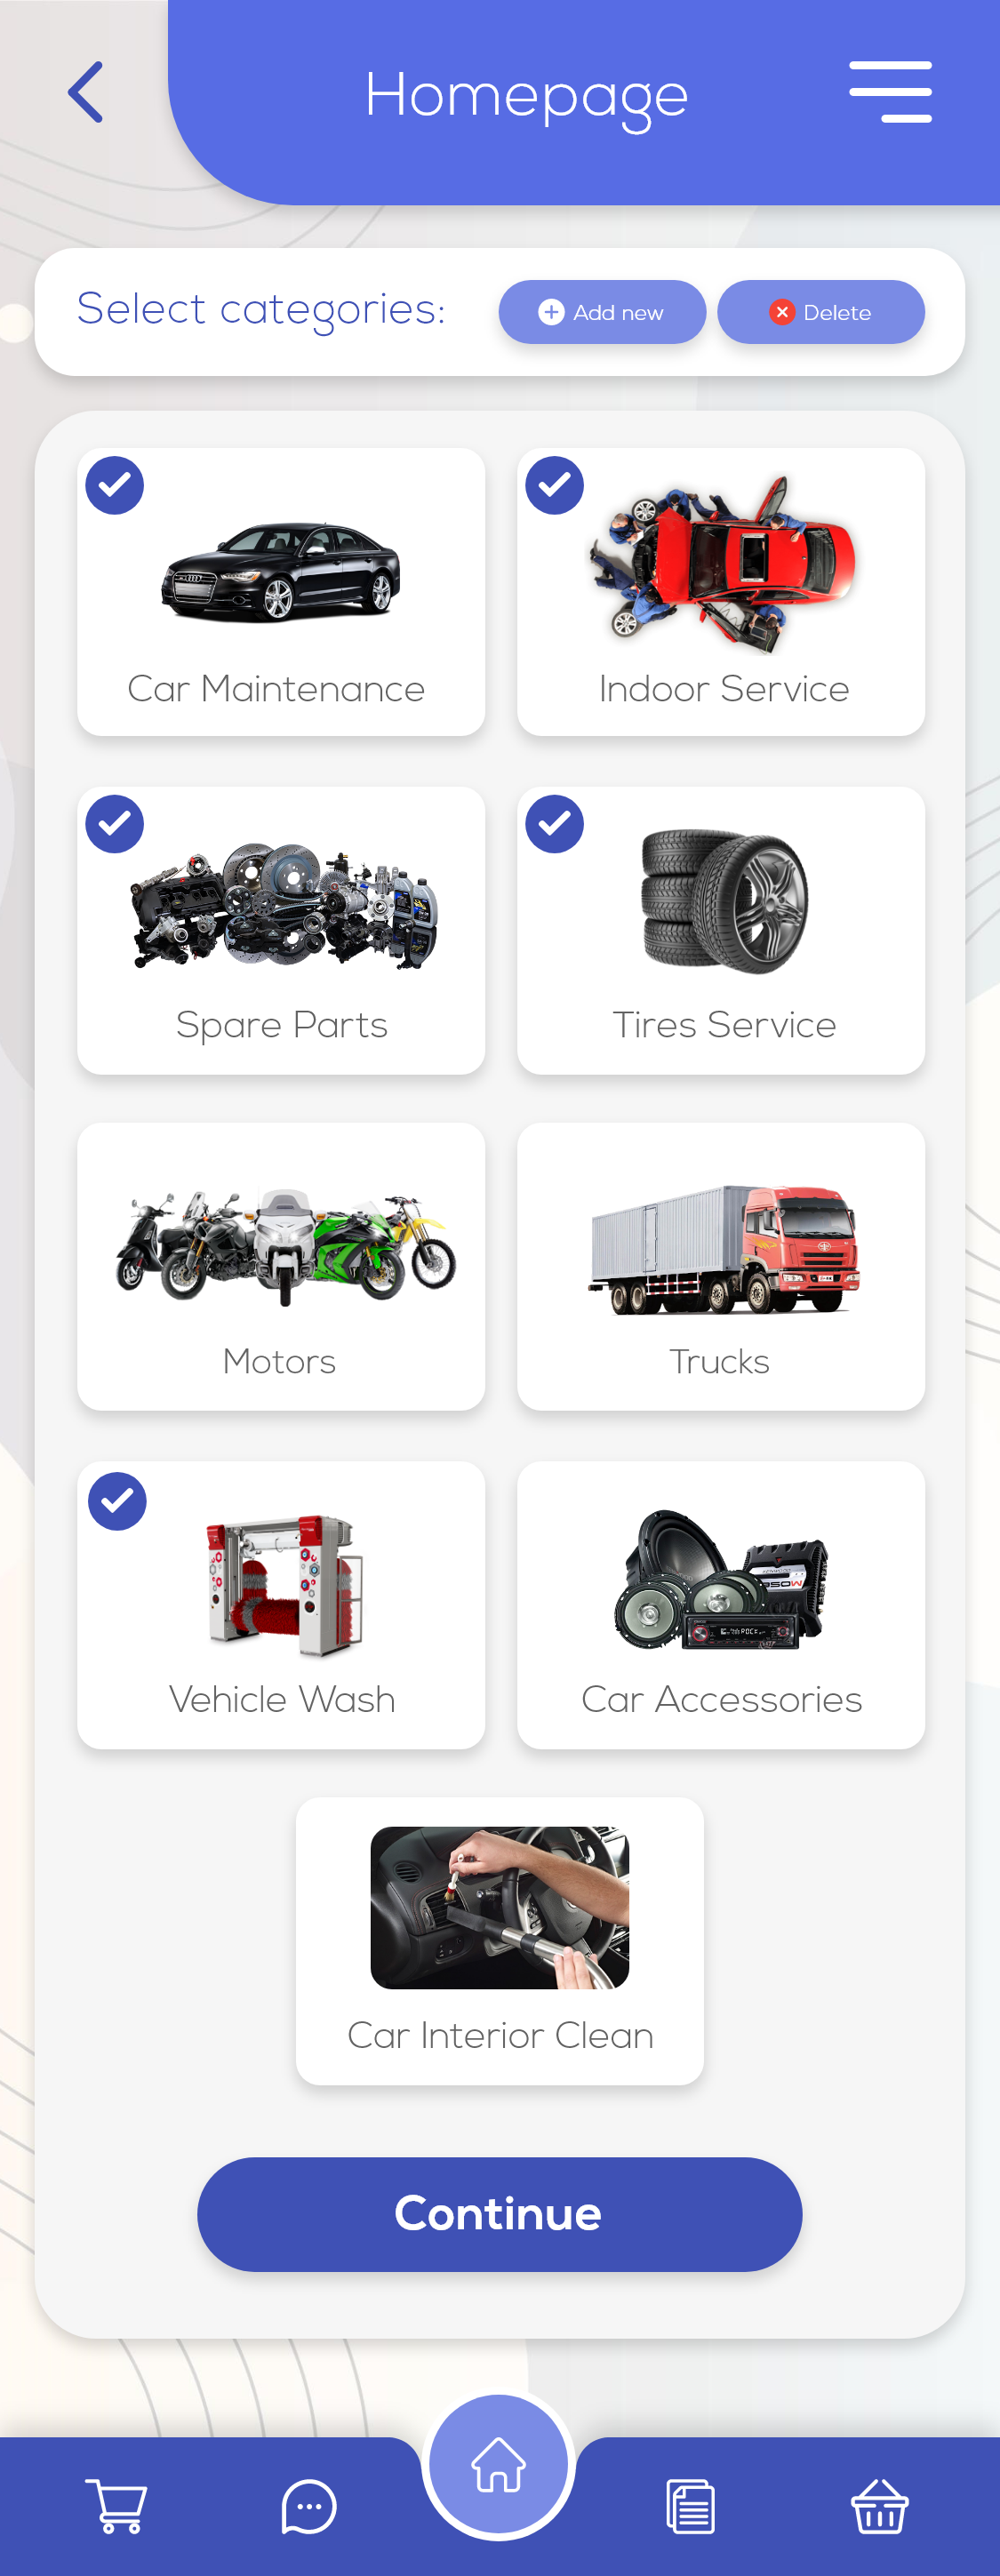 Homepage
Select categories:
Add new
Delete
Car Maintenance
Indoor Service
Spare Parts
Tires Service
Motors
Trucks
Vehicle Wash
Car Accessories
Car Interior Clean
Continue